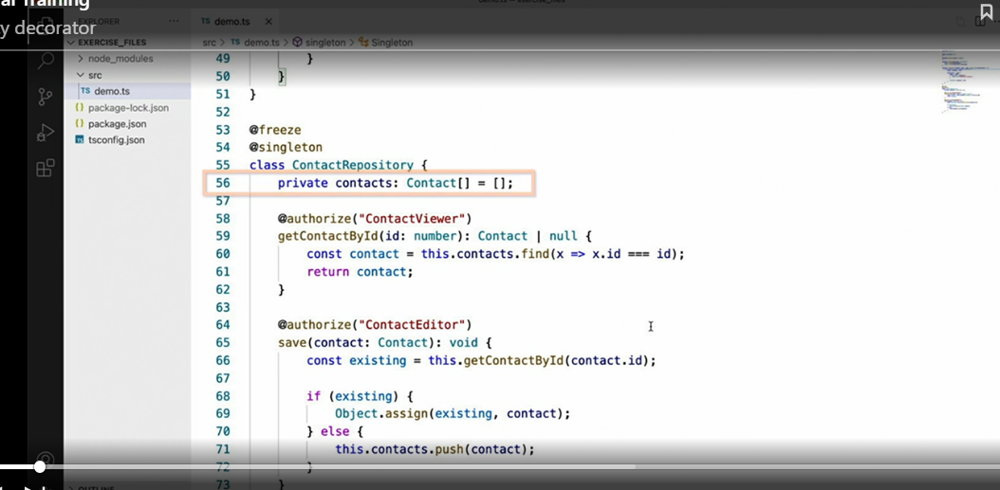 ar Training
y decorator
EXPLORER ···
EXERCISE_FILES
node_modules
src
TS demo.ts
package-lock.json
package.json
tsconfig.json
OUTLINE
demo.ts — exercise_files
TS demo.ts ×
src > TS demo.ts > singleton > Singleton
49 }
50 }
51 }
52
53 @freeze
54 @singleton
55 class ContactRepository {
56 private contacts: Contact[] = [];
57
58 @authorize("ContactViewer")
59 getContactById(id: number): Contact | null {
60 const contact = this.contacts.find(x => x.id === id);
61 return contact;
62 }
63
64 @authorize("ContactEditor")
65 save(contact: Contact): void {
66 const existing = this.getContactById(contact.id);
67
68 if (existing) {
69 Object.assign(existing, contact);
70 } else {
71 this.contacts.push(contact);
72 }
73 }